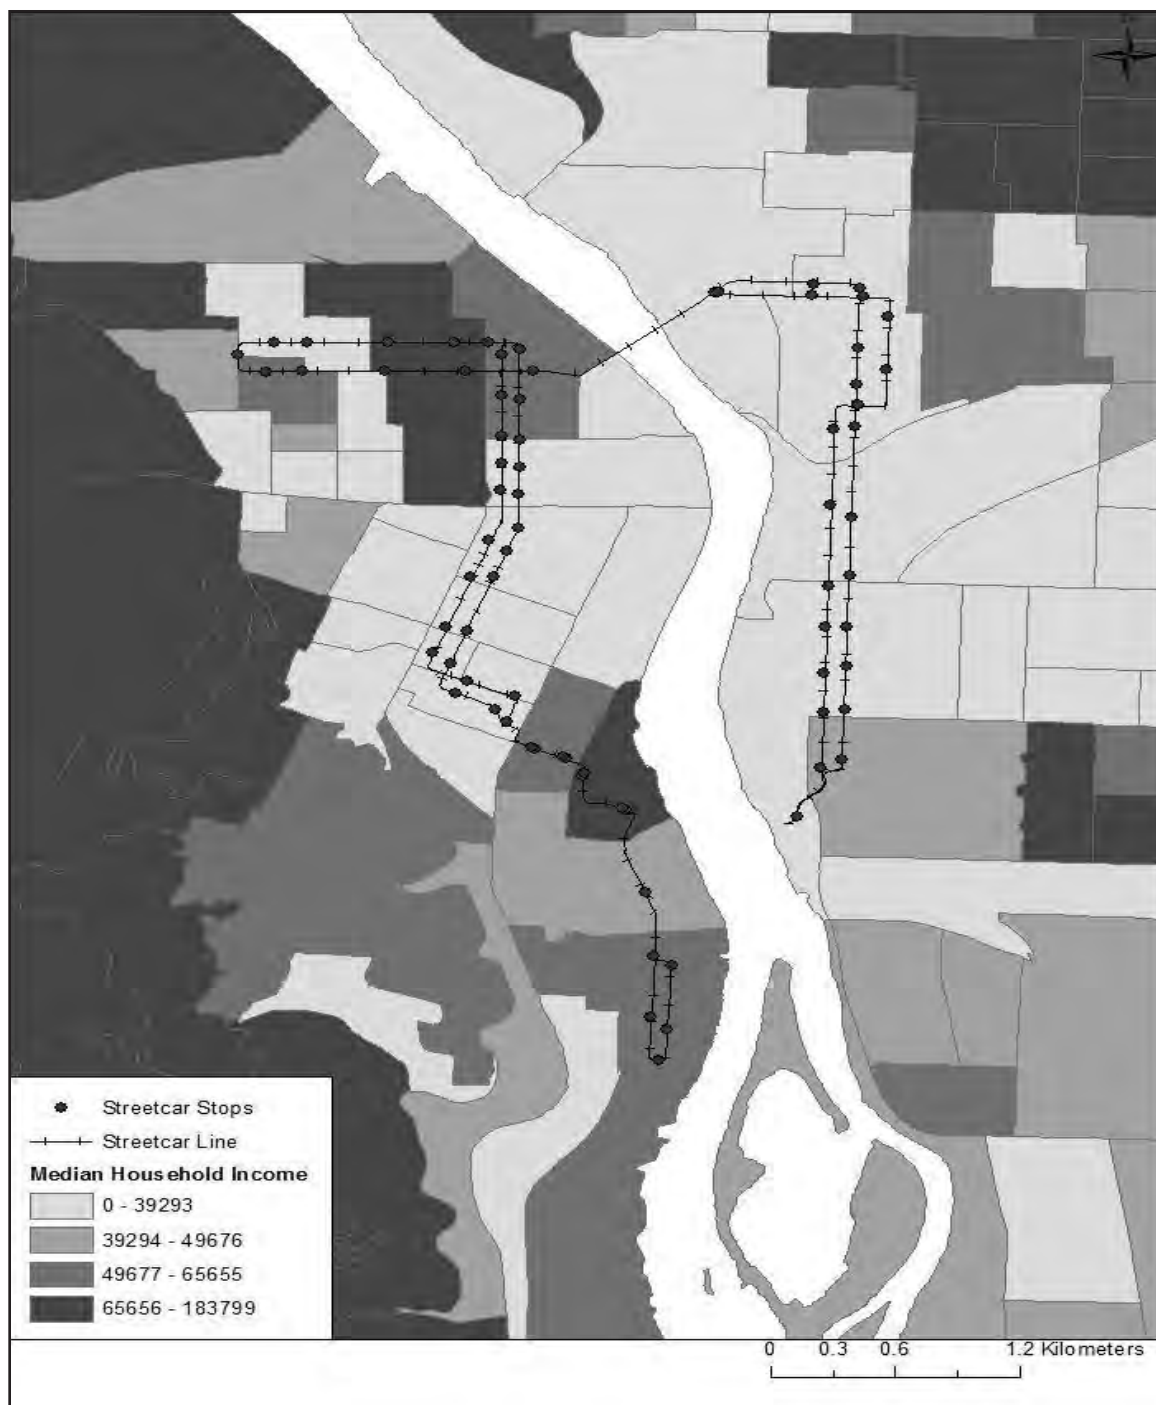 Streetcar Stops
Streetcar Line
Median Household Income
0 - 39293
39294 - 49676
49677 - 65655
65656 - 183799
0 0.3 0.6 1.2 Kilometers